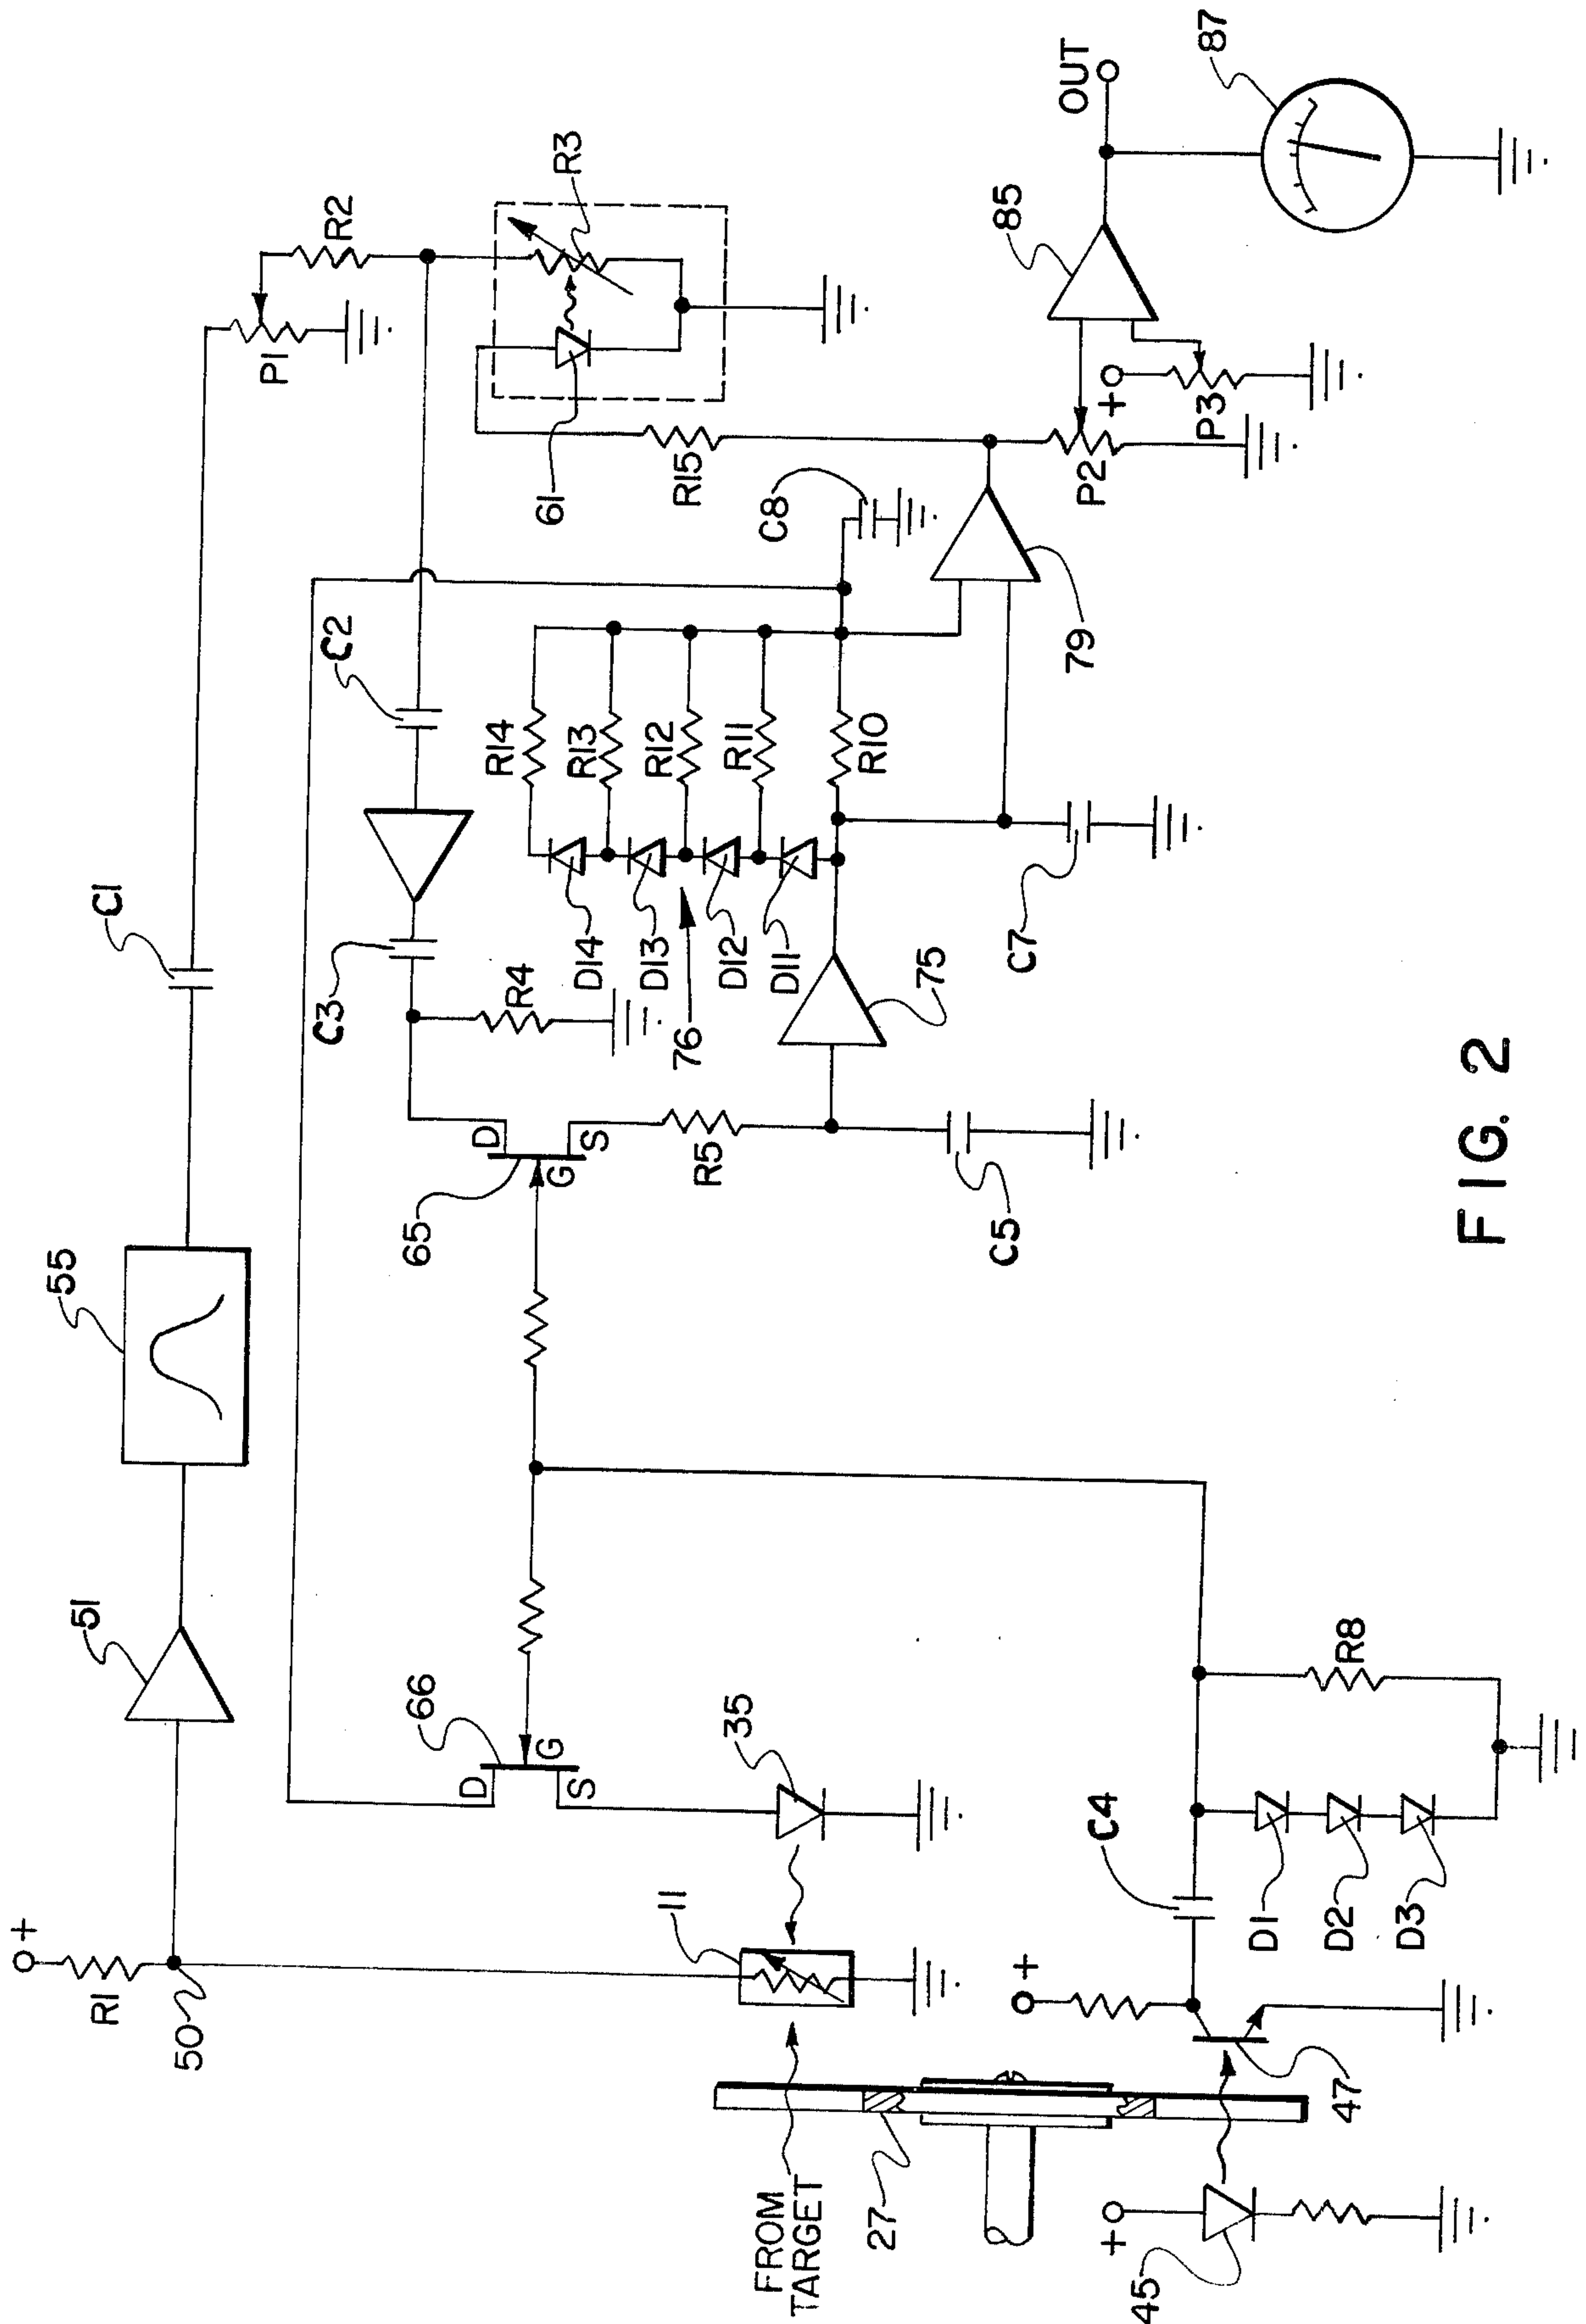 +
R1
50
51
55
C1
P1
R2
R3
61
C2
C3
R4
D
G
S
65
R5
C5
66
D
G
S
35
11
FROM
TARGET
27
45
+
47
+
C4
D1
D2
D3
R8
75
76
D14
D13
D12
D11
R14
R13
R12
R11
R10
C7
C8
R15
79
P2
P3
+
85
OUT
87
FIG. 2